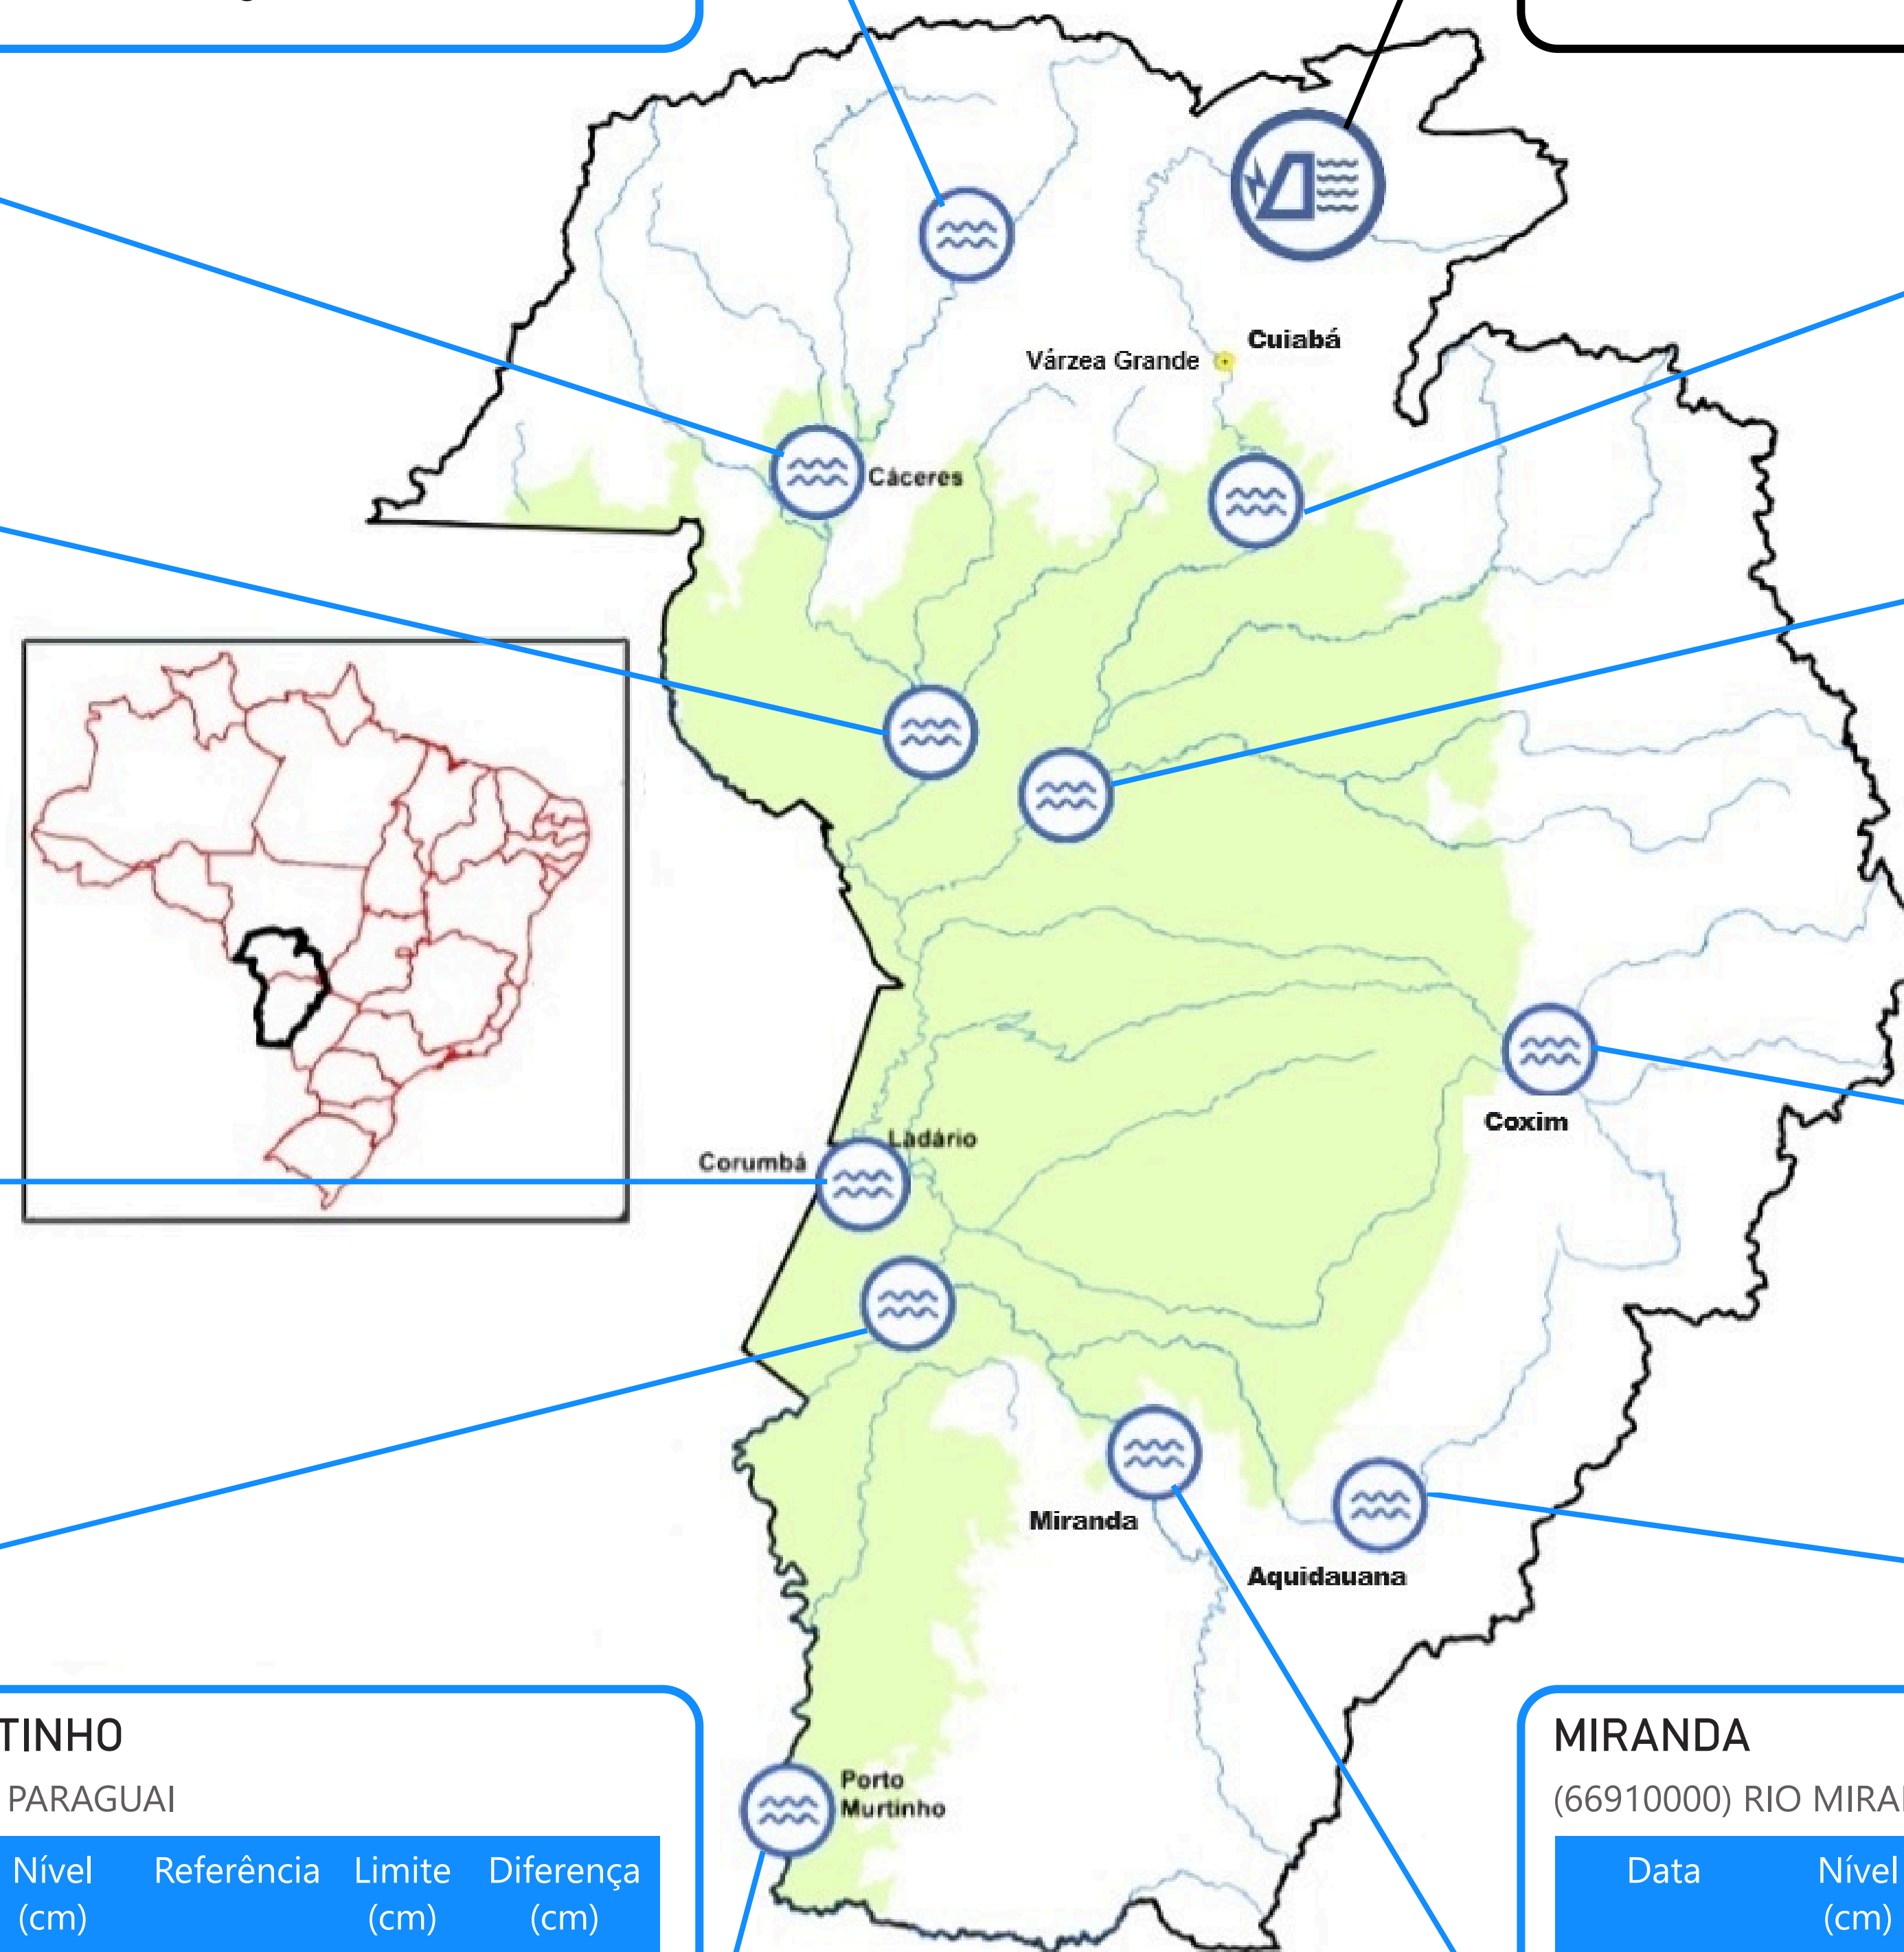 Cuiabá
Várzea Grande
Cáceres
Coxim
Ladário
Corumbá
Miranda
Aquidauana
Porto
Murtinho
TINHO
PARAGUAI
Nível
(cm)
Referência
Limite
(cm)
Diferença
(cm)
MIRANDA
(66910000) RIO MIRA
Data
Nível
(cm)